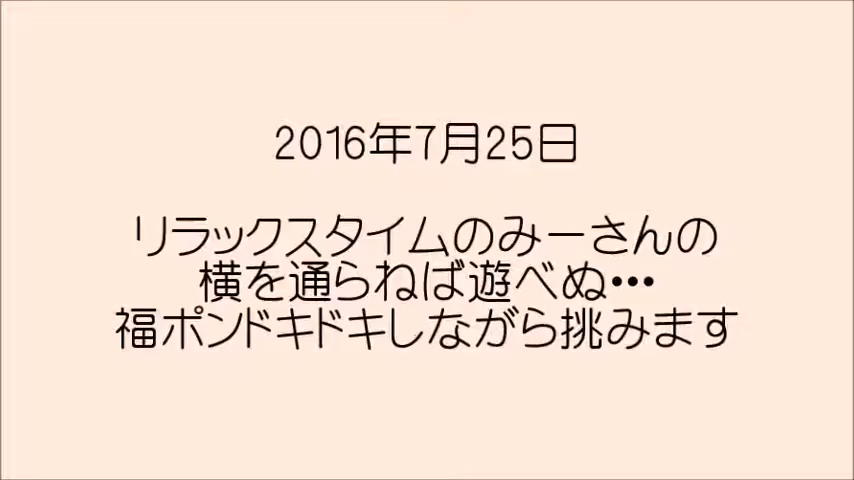 2016年7月25日
リラックスタイムのみーさんの
横を通らねば遊べぬ・・・
福ポンドキドキしながら挑みます